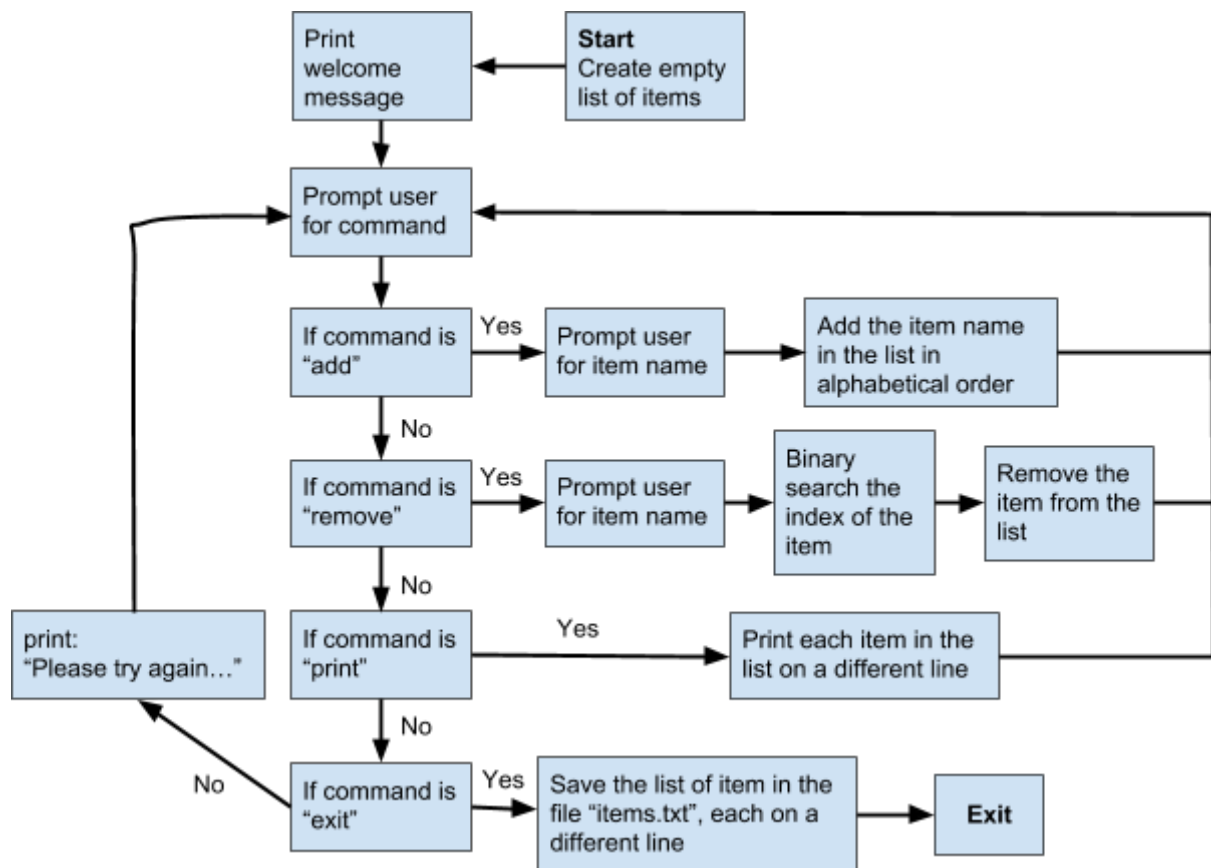 Print
welcome
message
Start
Create empty
list of items
Prompt user
for command
If command is
“add”
Yes
Prompt user
for item name
Add the item name
in the list in
alphabetical order
No
If command is
“remove”
Yes
Prompt user
for item name
Binary
search the
index of the
item
Remove the
item from the
list
No
print:
“Please try again…”
If command is
“print”
Yes
Print each item in the
list on a different line
No
No
If command is
“exit”
Yes
Save the list of item in the
file “items.txt”, each on a
different line
Exit